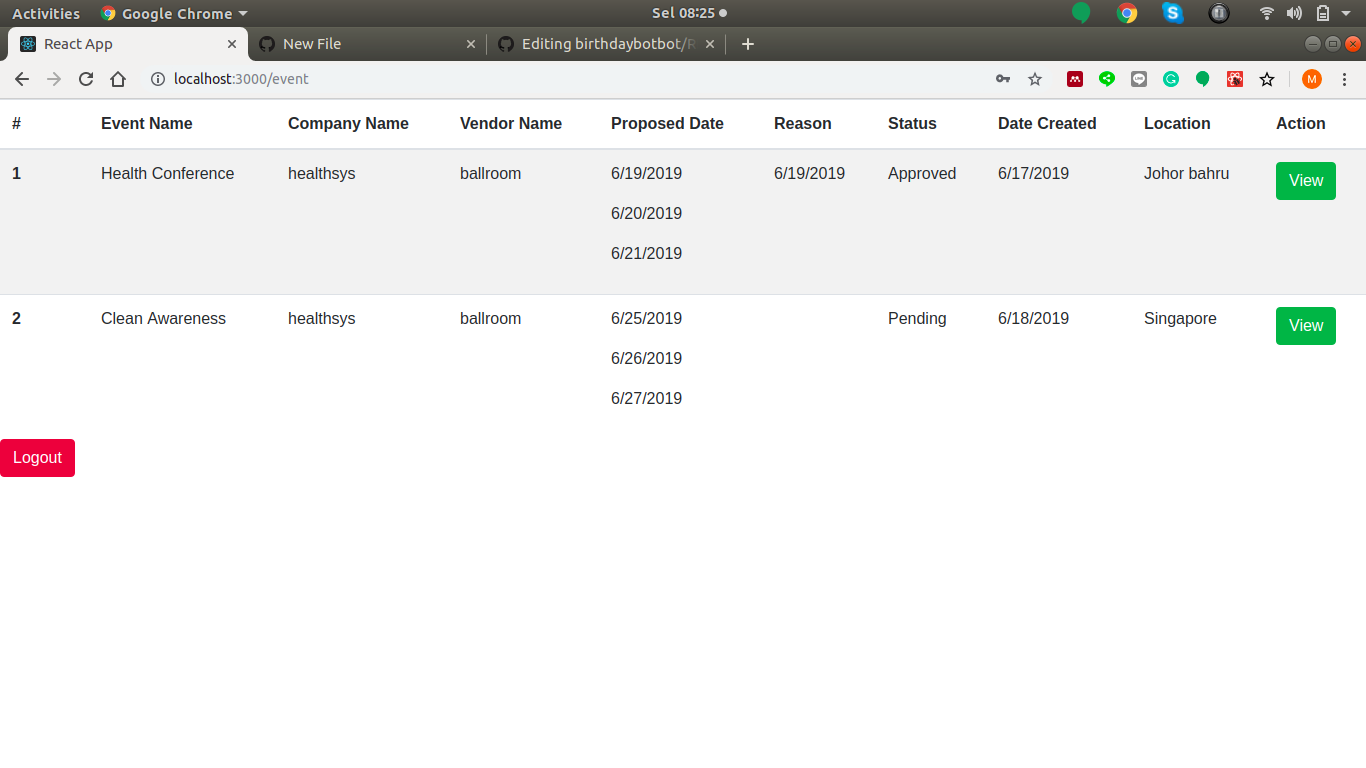 Activities Google Chrome Sel 08:25
React App New File Editing birthdaybotbot/R
localhost:3000/event M
# Event Name Company Name Vendor Name Proposed Date Reason Status Date Created Location Action
1 Health Conference healthsys ballroom 6/19/2019 6/19/2019 Approved 6/17/2019 Johor bahru View
6/20/2019
6/21/2019
2 Clean Awareness healthsys ballroom 6/25/2019 Pending 6/18/2019 Singapore View
6/26/2019
6/27/2019
Logout